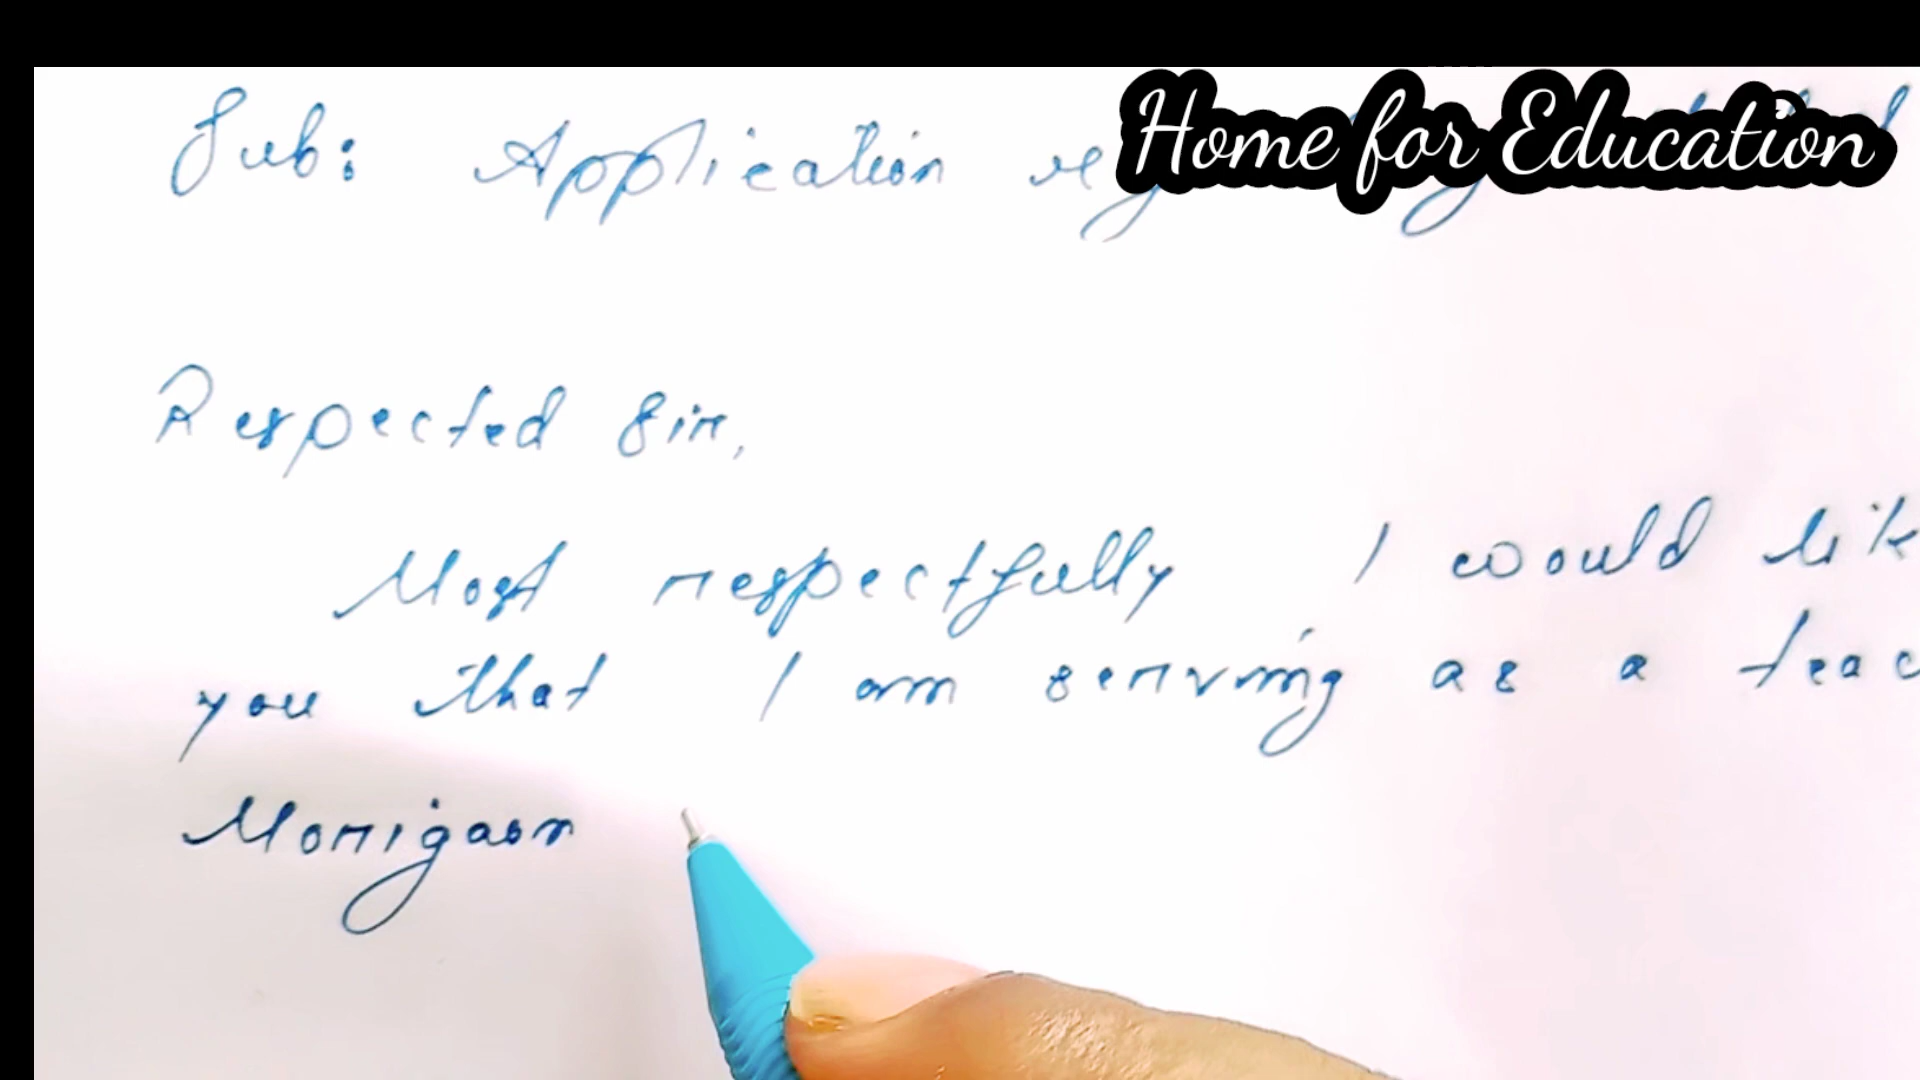 Home for Education
Sub: Application
Respected Sir,
Most respectfully I would lik
you that I am serving as a teac
Morigaon